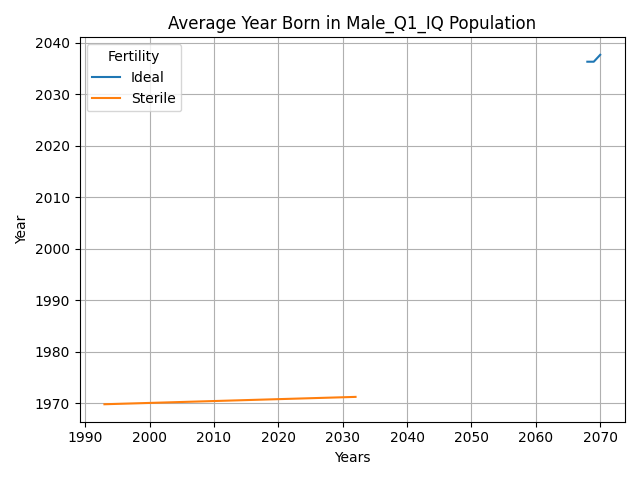 Average Year Born in Male_Q1_IQ Population
Fertility
Ideal
Sterile
Year
2040
2030
2020
2010
2000
1990
1980
1970
1990 2000 2010 2020 2030 2040 2050 2060 2070
Years